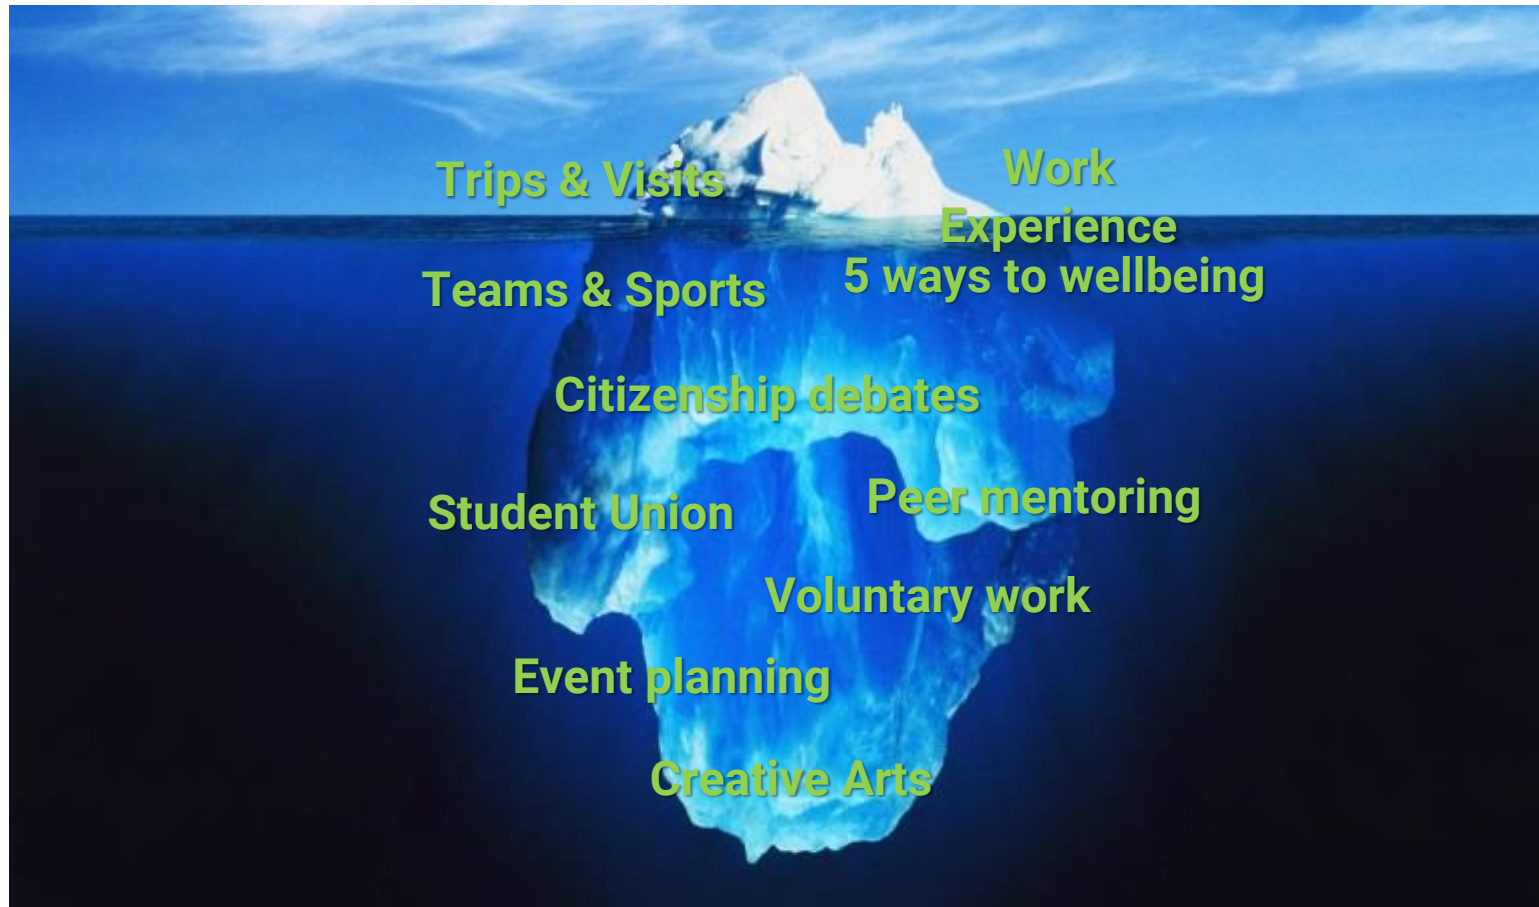 Trips & Visits
Work
Experience
Teams & Sports
5 ways to wellbeing
Citizenship debates
Student Union
Peer mentoring
Voluntary work
Event planning
Creative Arts